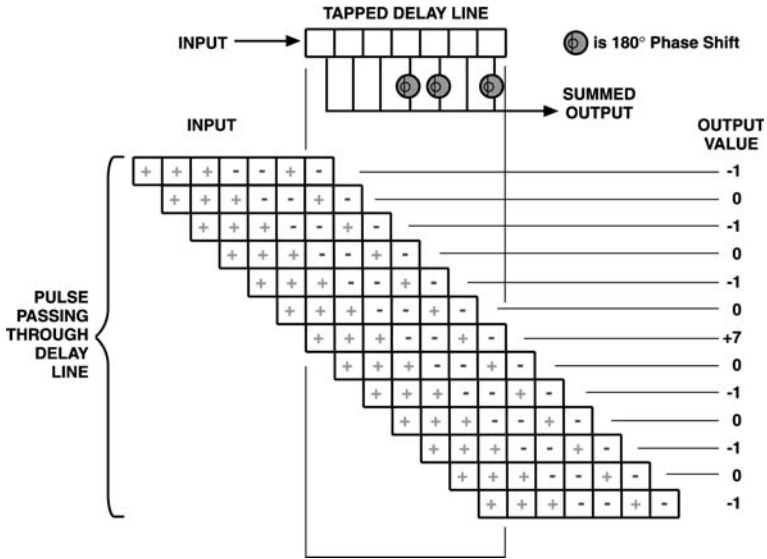 TAPPED DELAY LINE
INPUT
is 180° Phase Shift
SUMMED
OUTPUT
INPUT
OUTPUT
VALUE
PULSE
PASSING
THROUGH
DELAY
LINE
+ + + - - + - -1
+ + + - - + - 0
+ + + - - + - -1
+ + + - - + - 0
+ + + - - + - -1
+ + + - - + - 0
+ + + - - + - +7
+ + + - - + - 0
+ + + - - + - -1
+ + + - - + - 0
+ + + - - + - -1
+ + + - - + - 0
+ + + - - + - -1